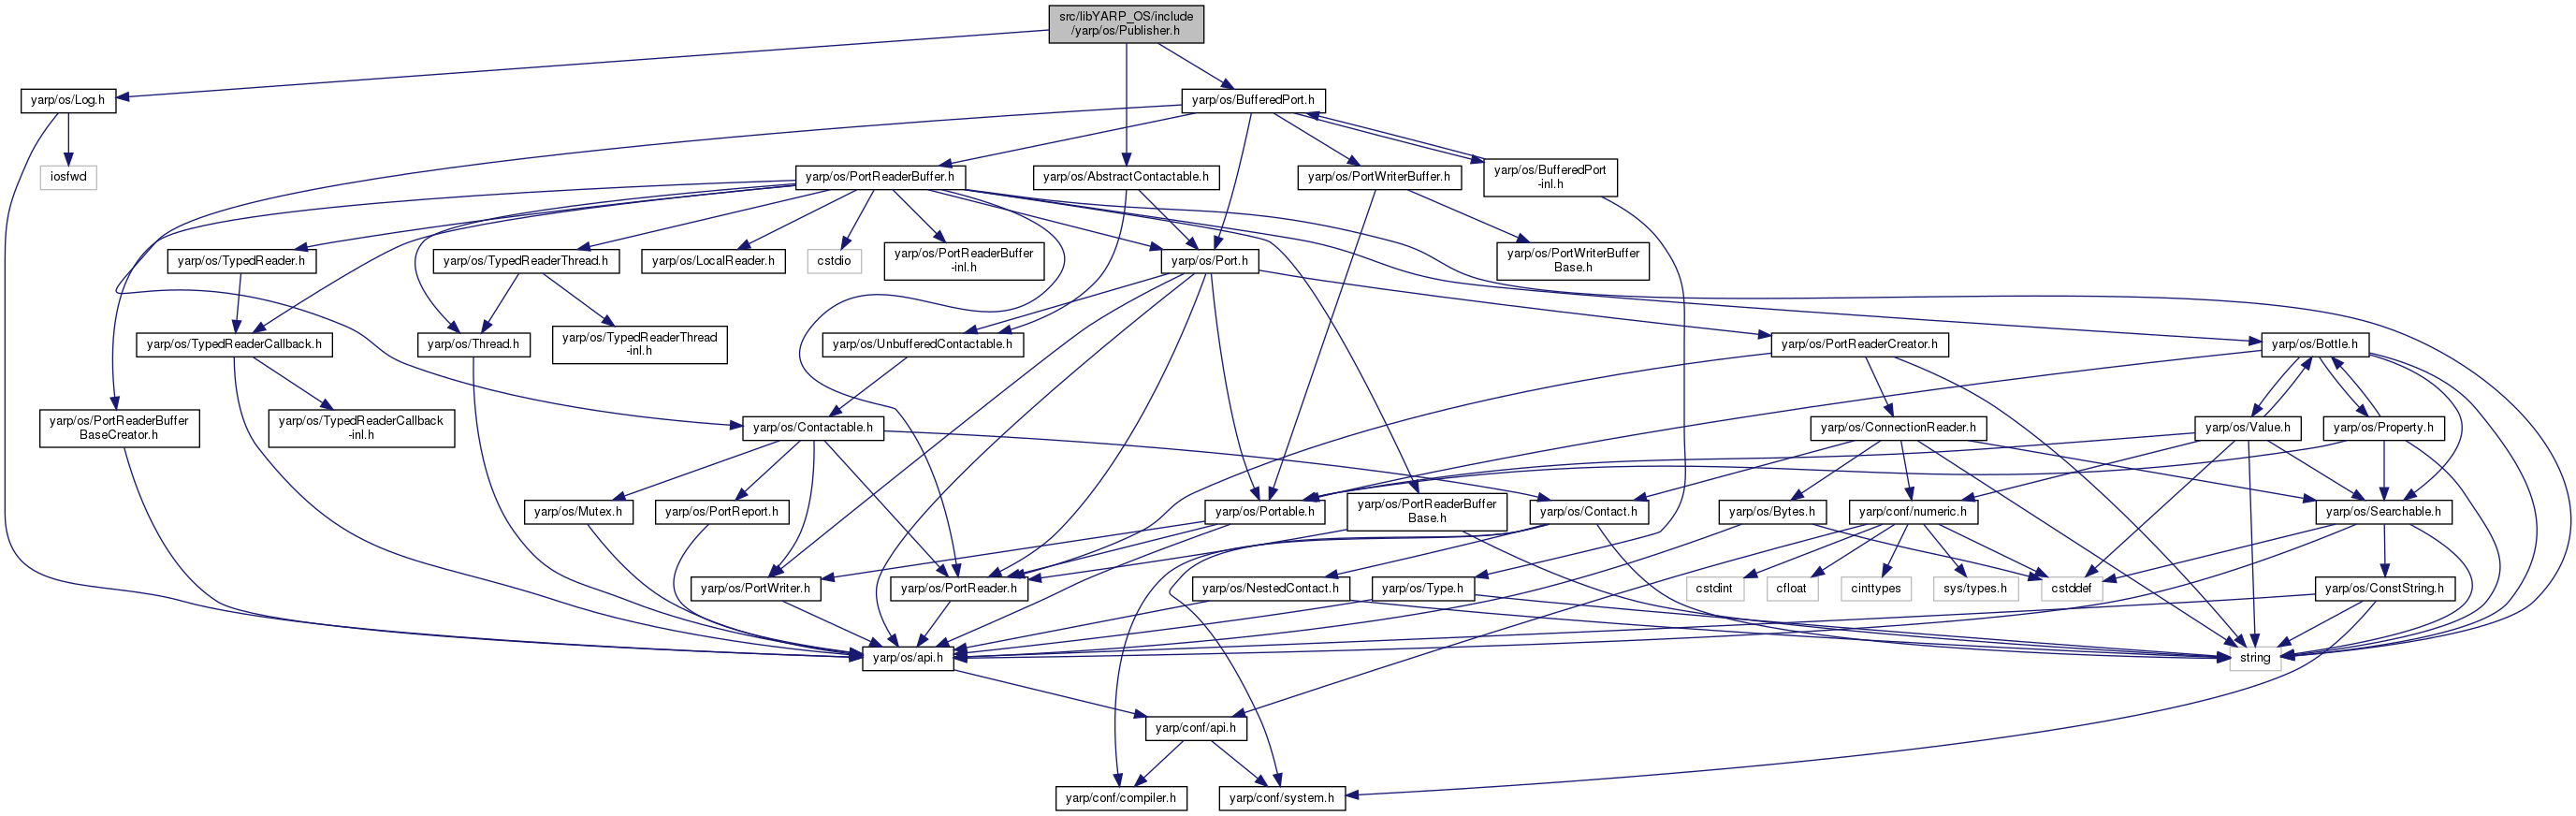 src/libYARP_OS/include
/yarp/os/Publisher.h
yarp/os/Log.h
yarp/os/BufferedPort.h
iosfwd
yarp/os/PortReaderBuffer.h
yarp/os/AbstractContactable.h
yarp/os/PortWriterBuffer.h
yarp/os/BufferedPort
-inl.h
yarp/os/TypedReader.h
yarp/os/TypedReaderThread.h
yarp/os/LocalReader.h
cstdio
yarp/os/PortReaderBuffer
-inl.h
yarp/os/Port.h
yarp/os/PortWriterBuffer
Base.h
yarp/os/TypedReaderCallback.h
yarp/os/Thread.h
yarp/os/TypedReaderThread
-inl.h
yarp/os/UnbufferedContactable.h
yarp/os/PortReaderCreator.h
yarp/os/Bottle.h
yarp/os/PortReaderBuffer
BaseCreator.h
yarp/os/TypedReaderCallback
-inl.h
yarp/os/Contactable.h
yarp/os/ConnectionReader.h
yarp/os/Value.h
yarp/os/Property.h
yarp/os/Mutex.h
yarp/os/PortReport.h
yarp/os/Portable.h
yarp/os/PortReaderBuffer
Base.h
yarp/os/Contact.h
yarp/os/Bytes.h
yarp/conf/numeric.h
yarp/os/Searchable.h
yarp/os/PortWriter.h
yarp/os/PortReader.h
yarp/os/NestedContact.h
yarp/os/Type.h
cstdint
cfloat
cinttypes
sys/types.h
cstddef
yarp/os/ConstString.h
yarp/os/api.h
string
yarp/conf/api.h
yarp/conf/compiler.h
yarp/conf/system.h